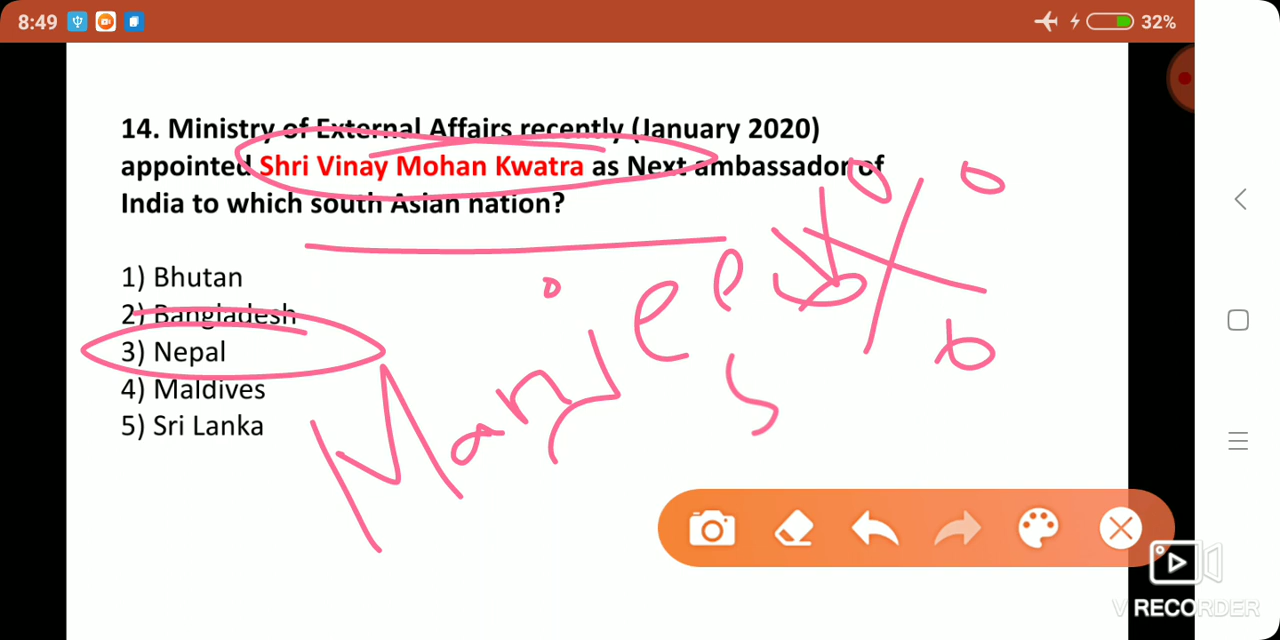 8:49
32%
14. Ministry of External Affairs recently (January 2020)
appointed Shri Vinay Mohan Kwatra as Next ambassador of
India to which south Asian nation?
1) Bhutan
2) Bangladesh
3) Nepal
4) Maldives
5) Sri Lanka
V RECORDER